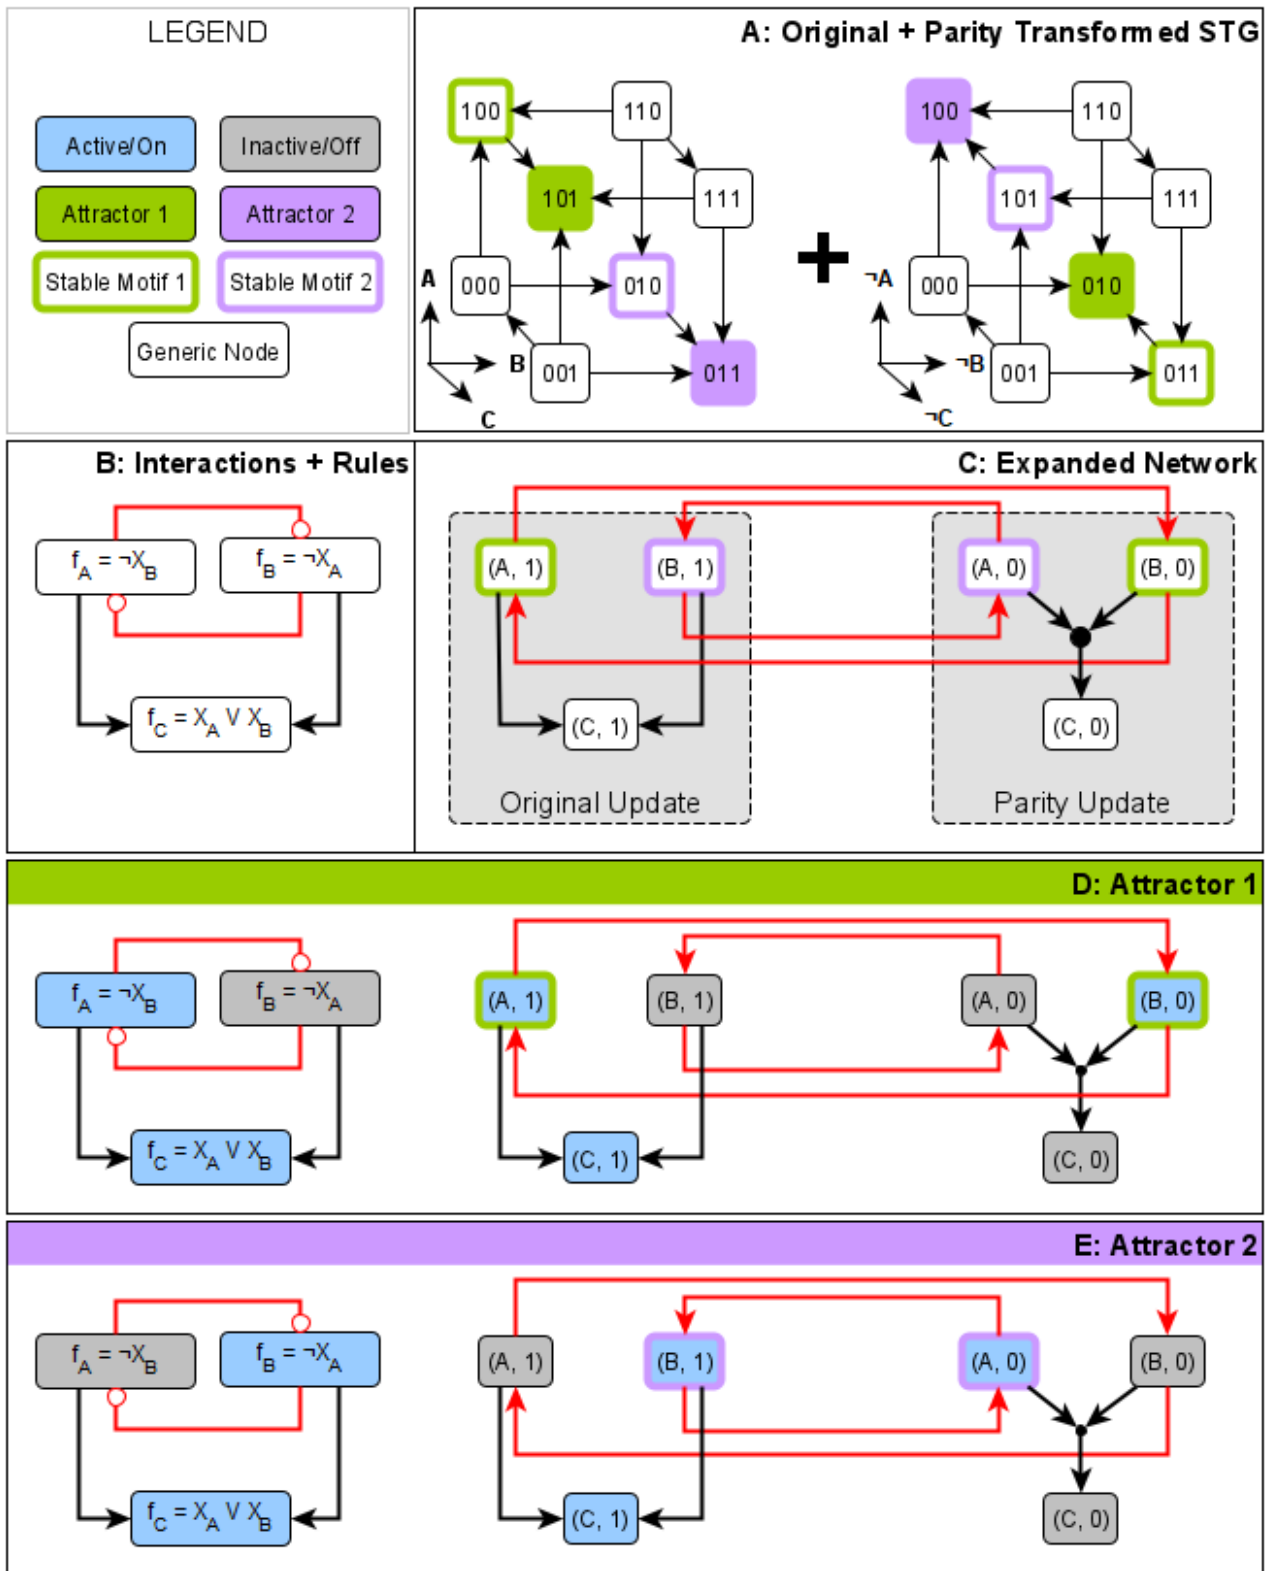 LEGEND
Active/On
Inactive/Off
Attractor 1
Attractor 2
Stable Motif 1
Stable Motif 2
Generic Node
A: Original + Parity Transformed STG
100
110
101
111
000
010
001
011
A
B
C
+
100
110
101
111
000
010
001
011
¬A
¬B
¬C
B: Interactions + Rules
f_A = ¬X_B
f_B = ¬X_A
f_C = X_A V X_B
C: Expanded Network
(A, 1)
(B, 1)
(A, 0)
(B, 0)
(C, 1)
(C, 0)
Original Update
Parity Update
D: Attractor 1
f_A = ¬X_B
f_B = ¬X_A
f_C = X_A V X_B
(A, 1)
(B, 1)
(A, 0)
(B, 0)
(C, 1)
(C, 0)
E: Attractor 2
f_A = ¬X_B
f_B = ¬X_A
f_C = X_A V X_B
(A, 1)
(B, 1)
(A, 0)
(B, 0)
(C, 1)
(C, 0)